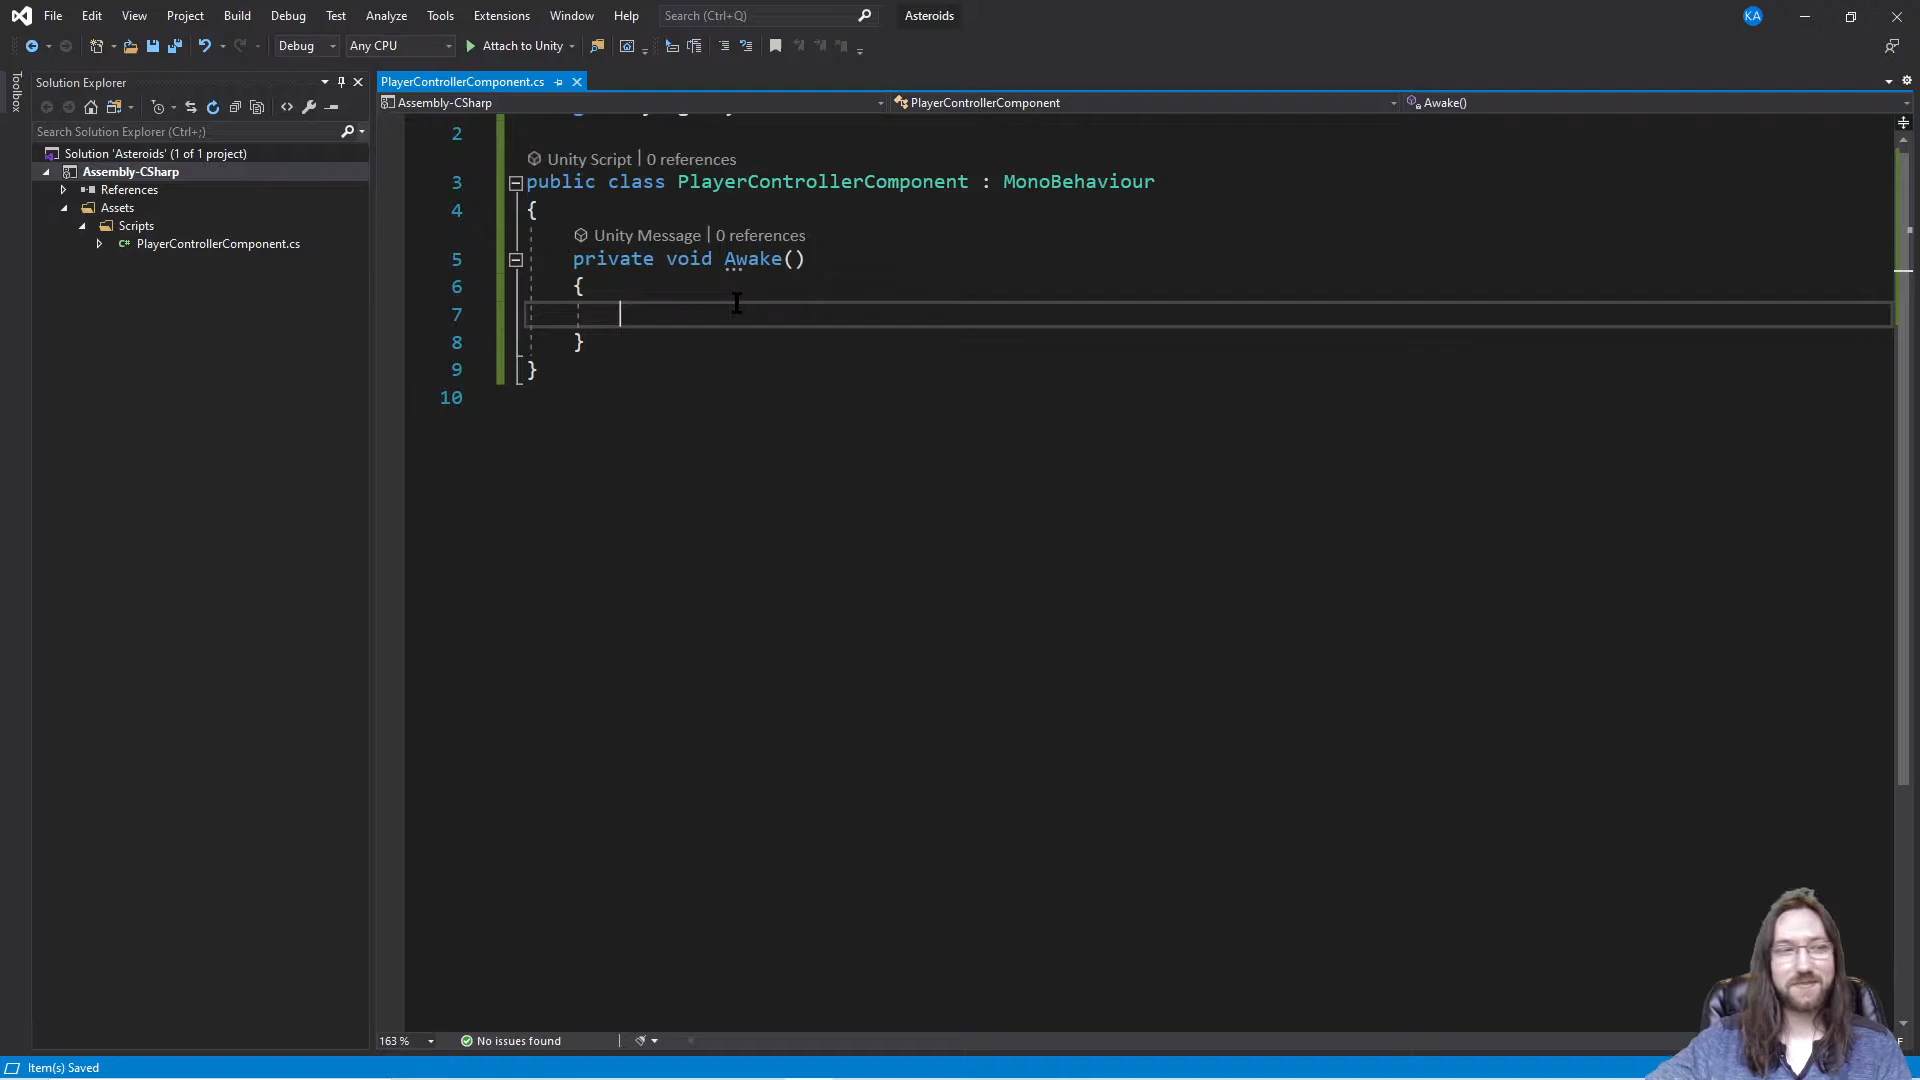 File Edit View Project Build Debug Test Analyze Tools Extensions Window Help Search (Ctrl+Q) Asteroids KA
Debug Any CPU Attach to Unity
Toolbox
Solution Explorer
PlayerControllerComponent.cs
Assembly-CSharp PlayerControllerComponent Awake()
Search Solution Explorer (Ctrl+;)
Solution 'Asteroids' (1 of 1 project)
Assembly-CSharp
References
Assets
Scripts
C# PlayerControllerComponent.cs
2
Unity Script | 0 references
3 public class PlayerControllerComponent : MonoBehaviour
4 {
Unity Message | 0 references
5 private void Awake()
6 {
7
8 }
9 }
10
163 % No issues found
Item(s) Saved